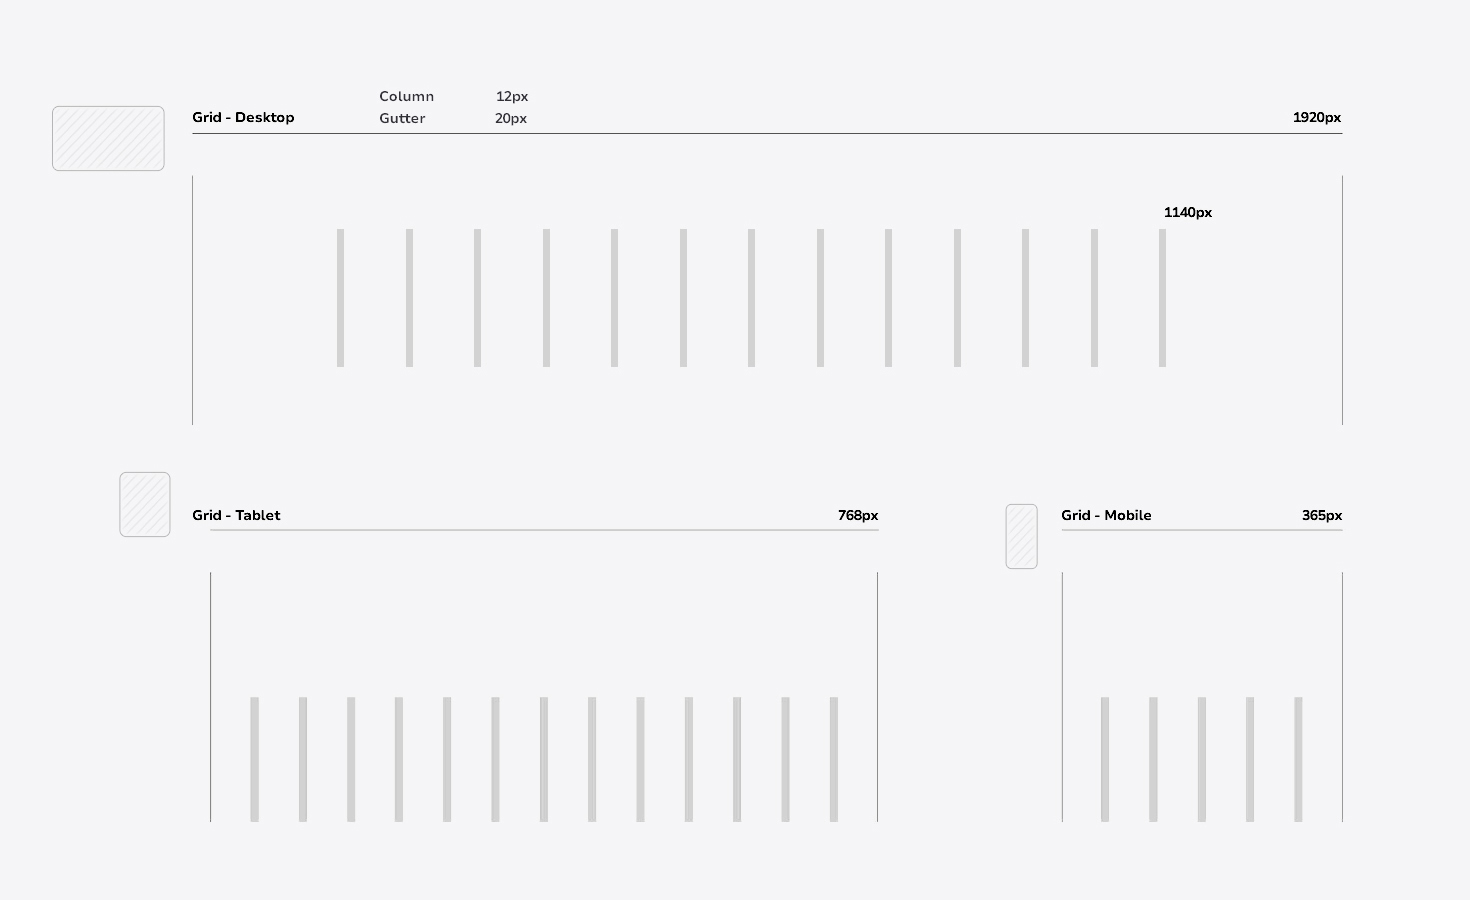 Column 12px
Grid - Desktop Gutter 20px 1920px
1140px
Grid - Tablet 768px
Grid - Mobile 365px